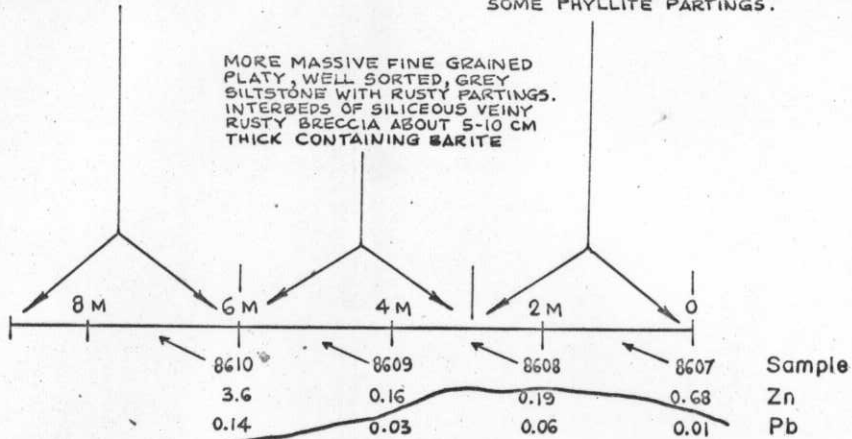 SOME PHYLLITE PARTINGS.
MORE MASSIVE FINE GRAINED
PLATY, WELL SORTED, GREY
SILTSTONE WITH RUSTY PARTINGS.
INTERBEDS OF SILICEOUS VEINY
RUSTY BRECCIA ABOUT 5-10 CM
THICK CONTAINING BARITE
8 M 6 M 4 M 2 M 0
8610 8609 8608 8607 Sample
3.6 0.16 0.19 0.68 Zn
0.14 0.03 0.06 0.01 Pb